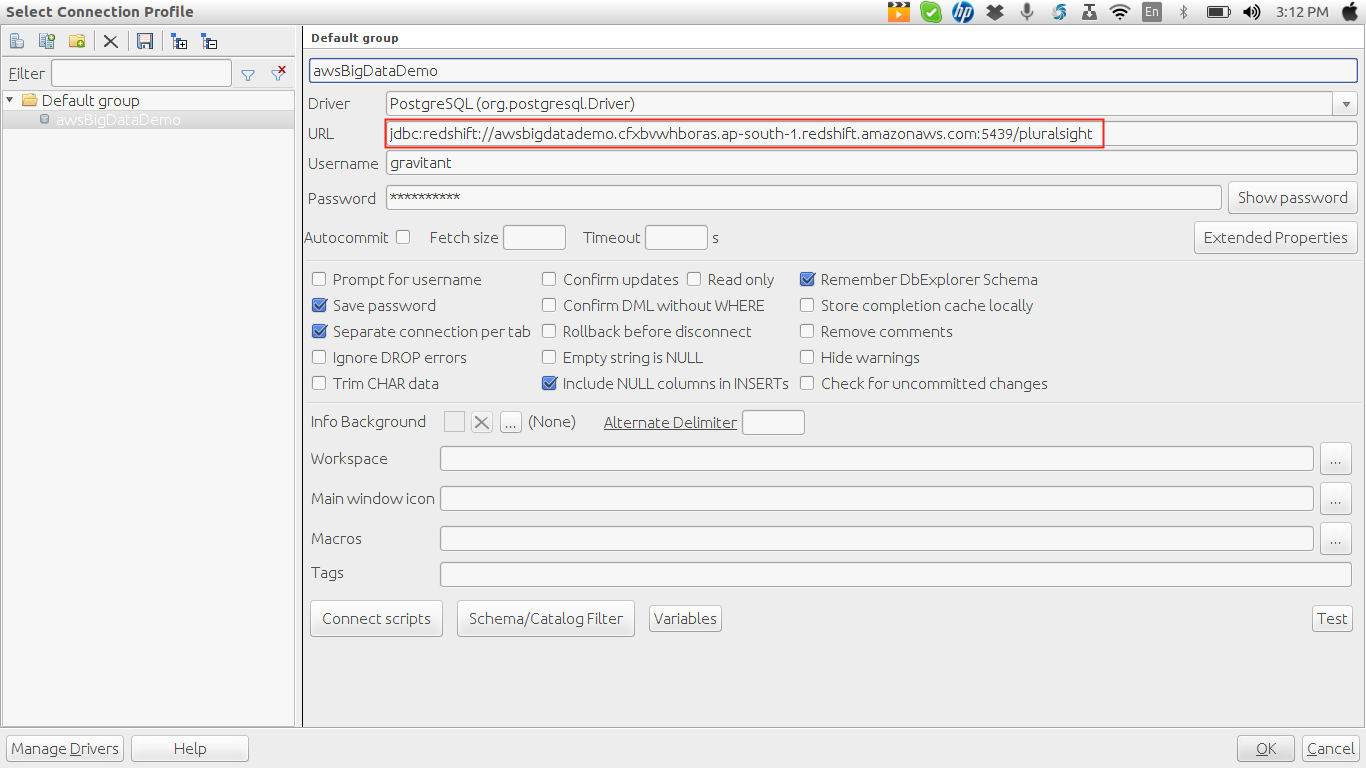 Select Connection Profile
hp
En
3:12 PM
Default group
Filter
awsBigDataDemo
Default group
awsBigDataDemo
Driver PostgreSQL (org.postgresql.Driver)
URL jdbc:redshift://awsbigdatademo.cfxbvwhboras.ap-south-1.redshift.amazonaws.com:5439/pluralsight
Username gravitant
Password ********** Show password
Autocommit Fetch size Timeout s Extended Properties
Prompt for username Confirm updates Read only Remember DbExplorer Schema
Save password Confirm DML without WHERE Store completion cache locally
Separate connection per tab Rollback before disconnect Remove comments
Ignore DROP errors Empty string is NULL Hide warnings
Trim CHAR data Include NULL columns in INSERTs Check for uncommitted changes
Info Background ... (None) Alternate Delimiter
Workspace ...
Main window icon ...
Macros ...
Tags
Connect scripts Schema/Catalog Filter Variables Test
Manage Drivers Help OK Cancel